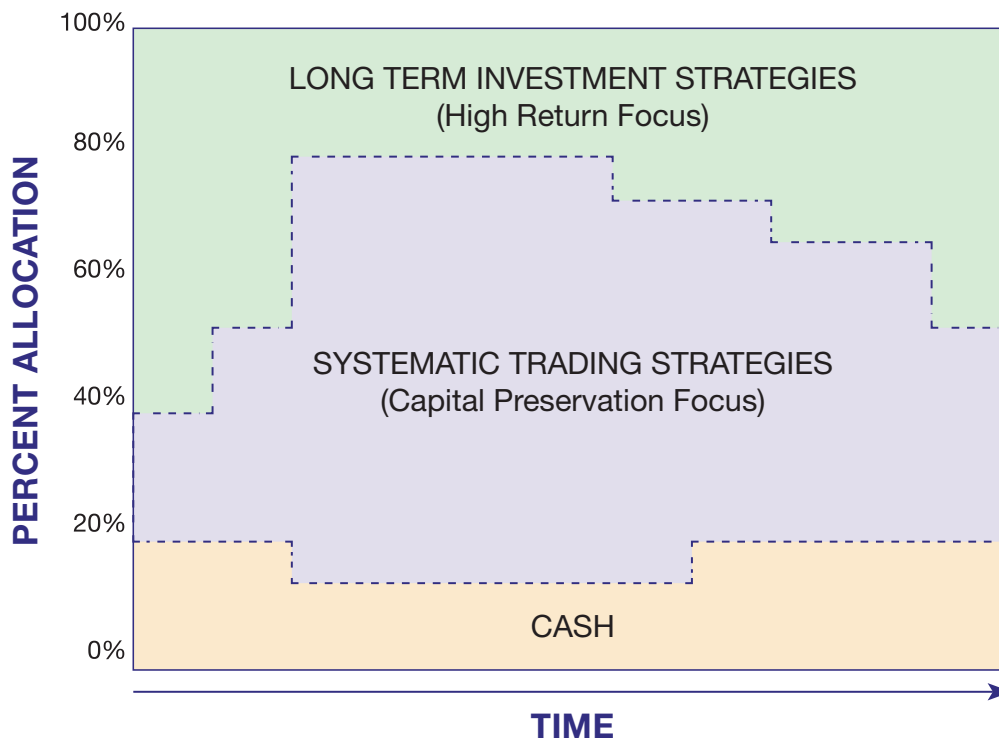 100%
LONG TERM INVESTMENT STRATEGIES
(High Return Focus)
80%
60%
SYSTEMATIC TRADING STRATEGIES
(Capital Preservation Focus)
40%
20%
CASH
0%
PERCENT ALLOCATION
TIME